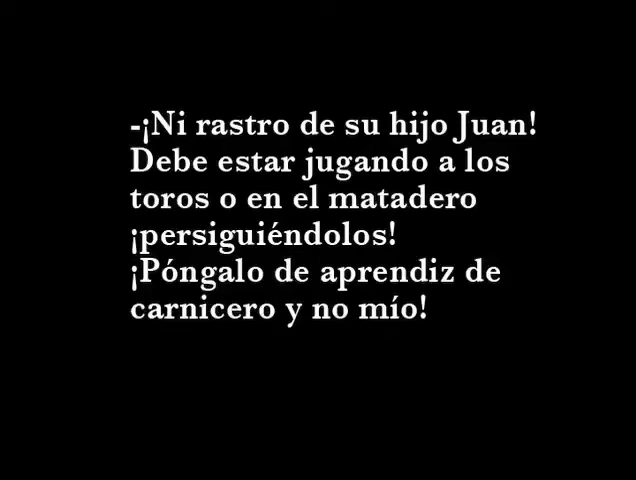 -¡Ni rastro de su hijo Juan!
Debe estar jugando a los
toros o en el matadero
¡persiguiéndolos!
¡Póngalo de aprendiz de
carnicero y no mío!